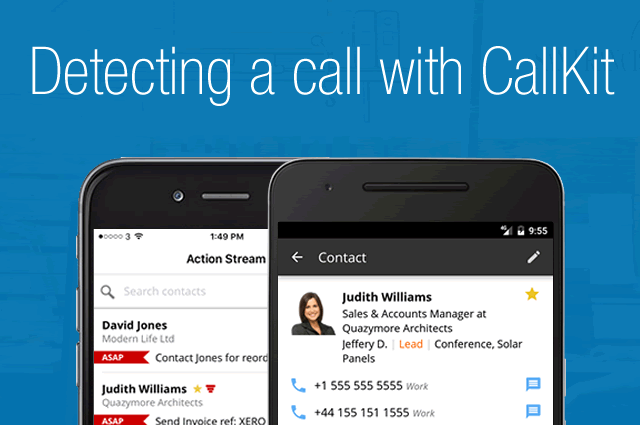 Detecting a call with CallKit
3
1:49 PM
Action Stream
Search contacts
David Jones
Modern Life Ltd
ASAP Contact Jones for reord
Judith Williams
Quazymore Architects
ASAP Send Invoice ref: XERO
4G 9:55
Contact
Judith Williams
Sales & Accounts Manager at
Quazymore Architects
Jeffery D. | Lead | Conference, Solar
Panels
+1 555 555 5555 Work
+44 155 151 1555 Work